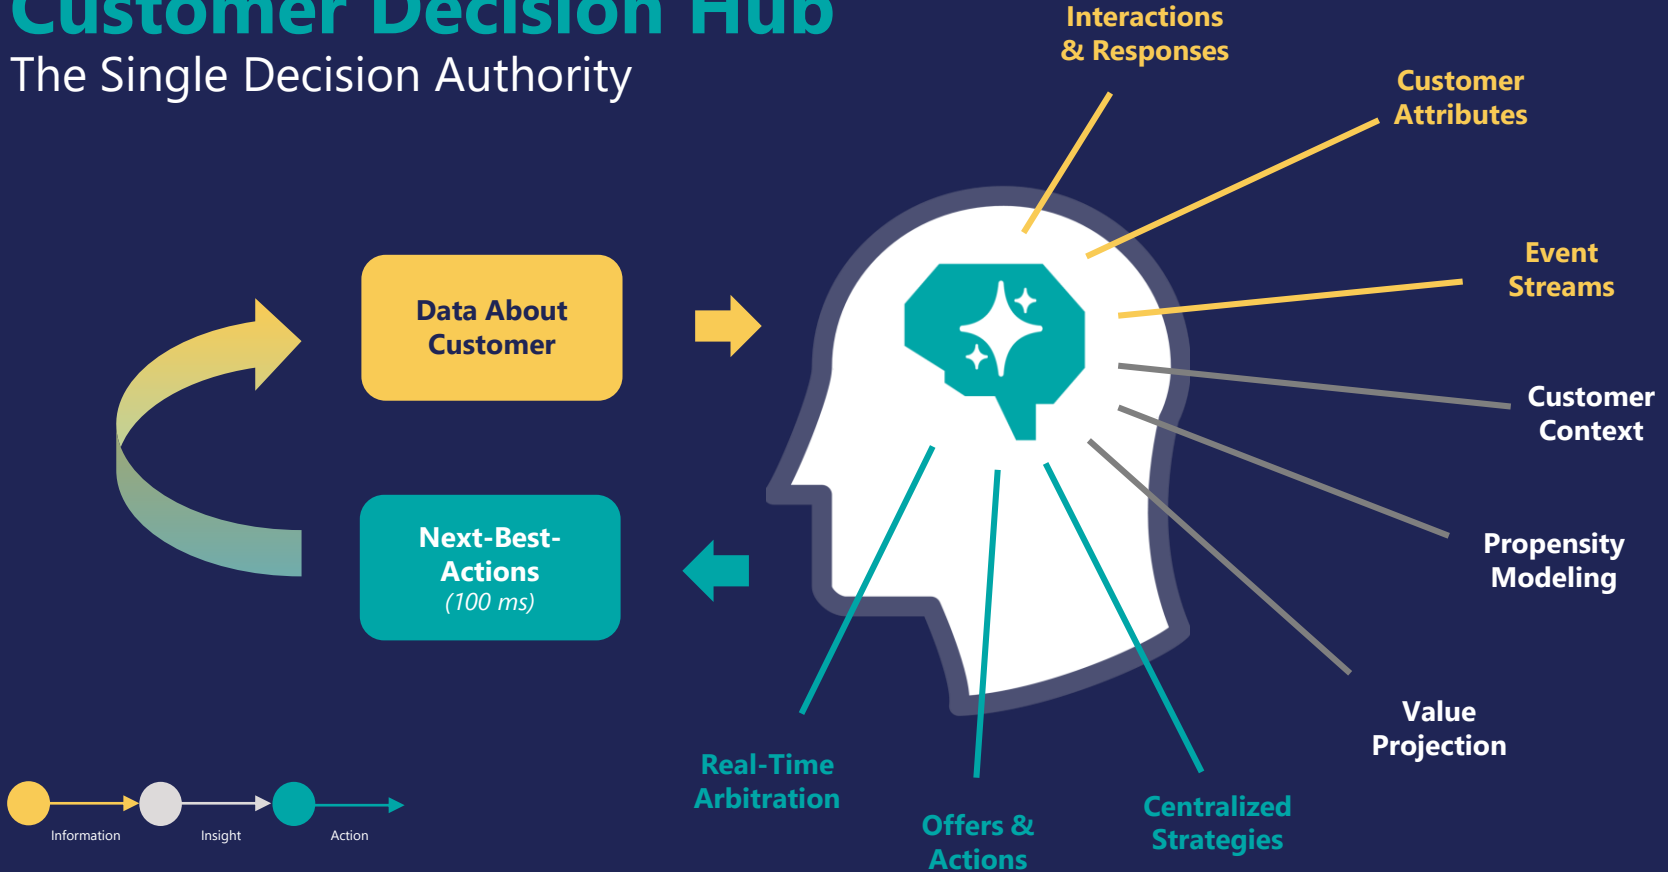 Customer Decision Hub
The Single Decision Authority
Interactions
& Responses
Customer
Attributes
Event
Streams
Customer
Context
Propensity
Modeling
Value
Projection
Data About
Customer
Next-Best-
Actions
(100 ms)
Real-Time
Arbitration
Offers &
Actions
Centralized
Strategies
Information
Insight
Action